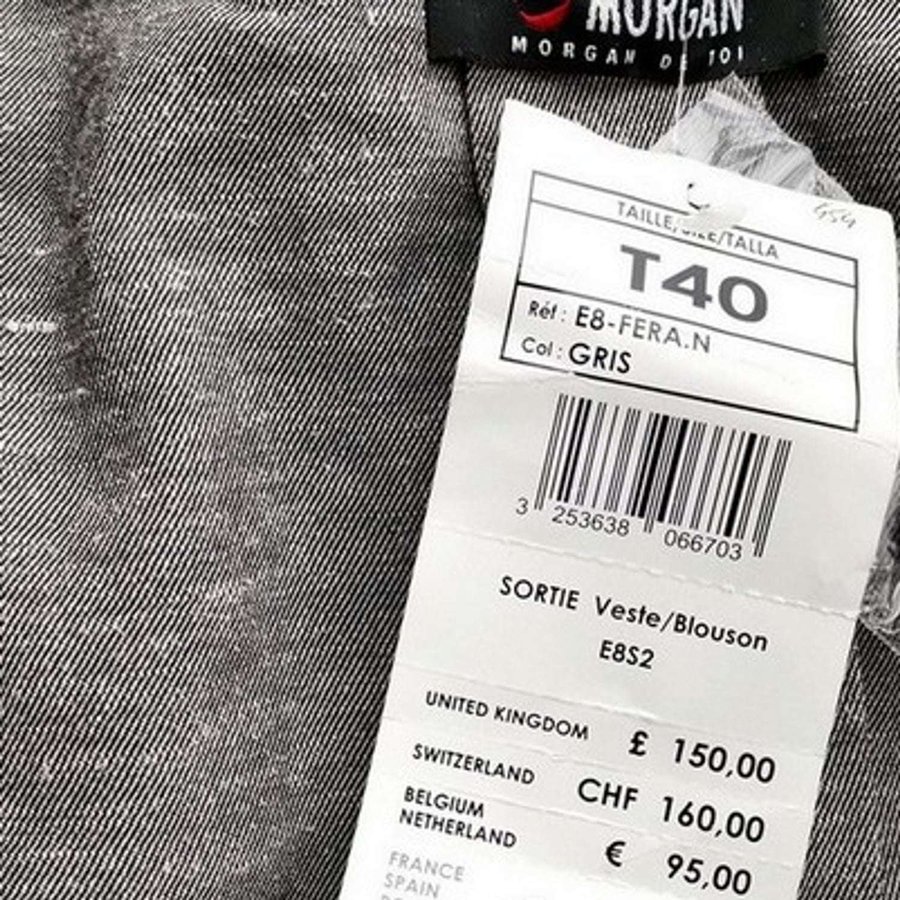 MORGAN
MORGAN DE TOI
TAILLE/SIZE/TALLA
T40
Réf : E8-FERA.N
Col : GRIS
3 253638 066703
SORTIE Veste/Blouson
E8S2
UNITED KINGDOM £ 150,00
SWITZERLAND CHF 160,00
BELGIUM
NETHERLAND € 95,00
FRANCE
SPAIN